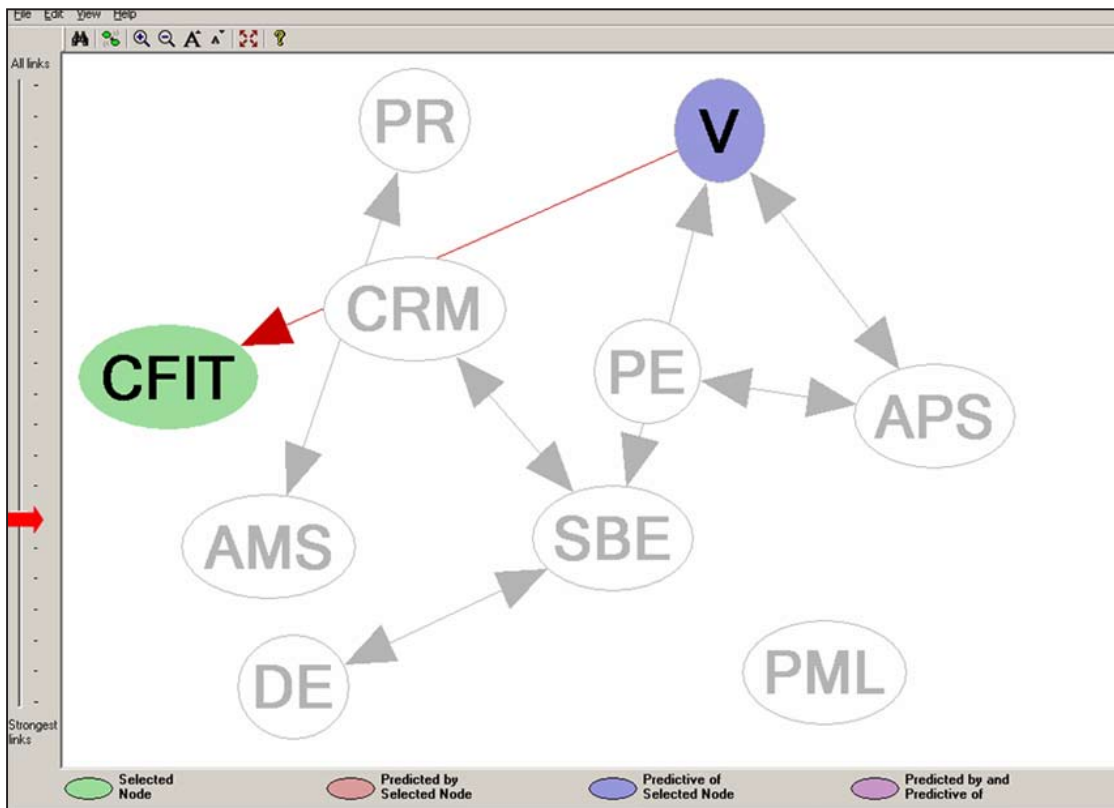 File Edit View Help
A A ?
All links
PR
V
CRM
CFIT
PE
APS
AMS
SBE
DE
PML
Strongest
links
Selected
Node
Predicted by
Selected Node
Predictive of
Selected Node
Predicted by and
Predictive of